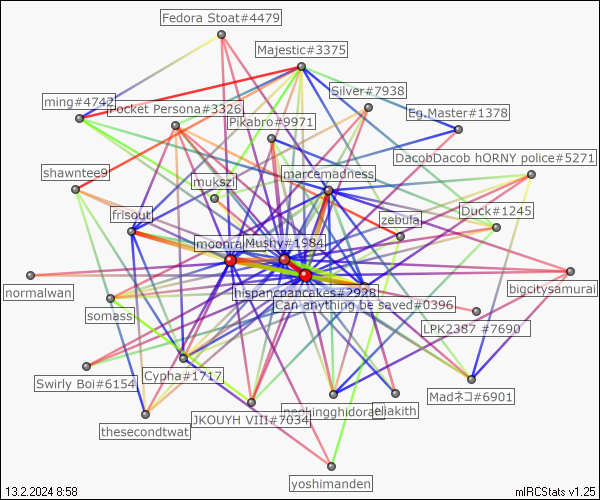 Fedora Stoat#4479
Majestic#3375
Silver#7938
ming#4742
Pocket Persona#3326
Eg.Master#1378
Pikabro#9971
DacobDacob hORNY police#5271
shawntee9
marcemadness
mukszi
Duck#1245
frisout
zebula
moonra
Mushy#1984
normalwan
bigcitysamurai
hispancpancakes#2928
somass
Can anything be saved#0396
LPK2387 #7690
Cypha#1717
Swirly Boi#6154
Madネコ#6901
JKOUYH VIII#7034
eliakith
thesecondtwat
yoshimanden
13.2.2024 8:58
mIRCStats v1.25